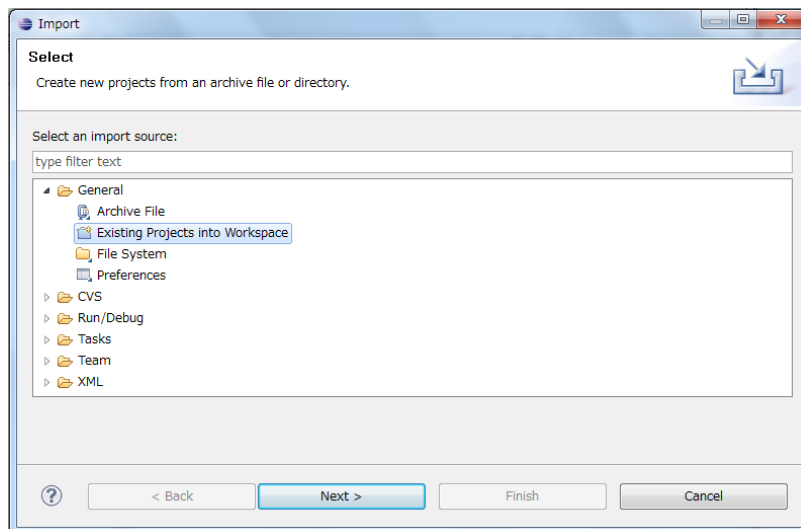 Import
Select
Create new projects from an archive file or directory.
Select an import source:
type filter text
General
Archive File
Existing Projects into Workspace
File System
Preferences
CVS
Run/Debug
Tasks
Team
XML
?
< Back Next > Finish Cancel